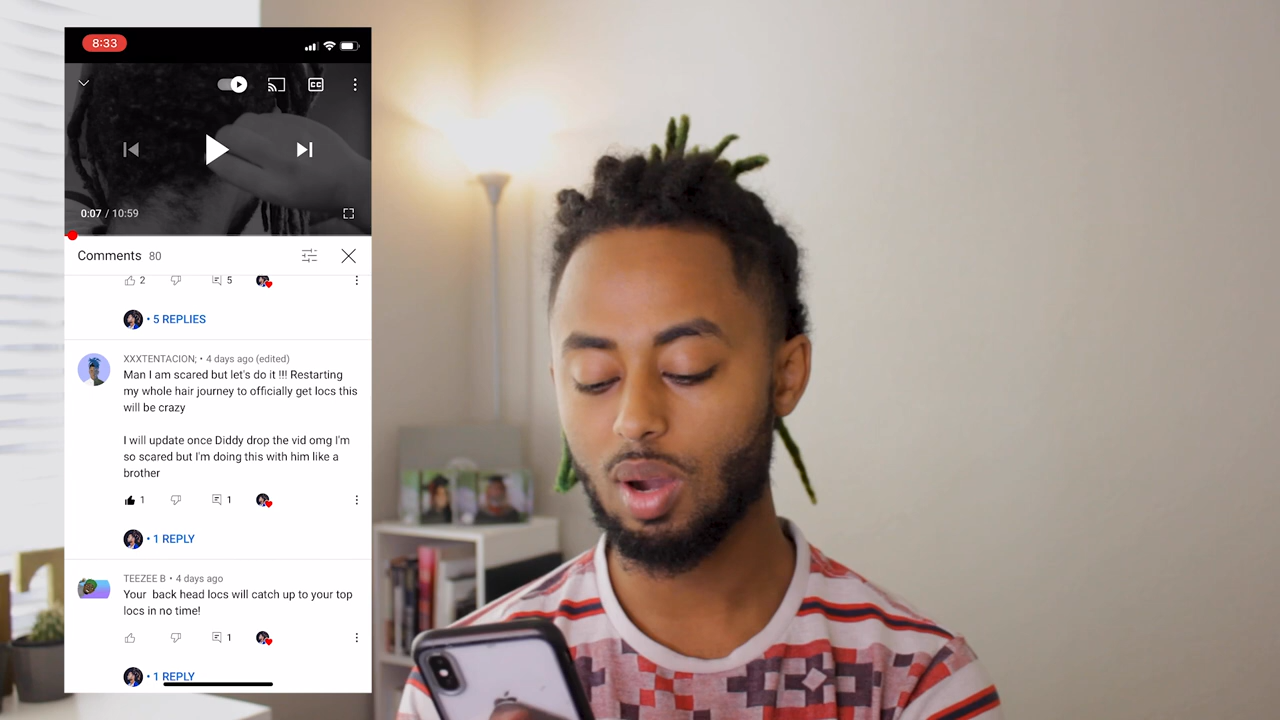 8:33
CC
0:07 / 10:59
Comments 80
2
5
• 5 REPLIES
XXXTENTACION; • 4 days ago (edited)
Man I am scared but let's do it !!! Restarting
my whole hair journey to officially get locs this
will be crazy
I will update once Diddy drop the vid omg I'm
so scared but I'm doing this with him like a
brother
1
1
• 1 REPLY
TEEZEE B • 4 days ago
Your  back head locs will catch up to your top
locs in no time!
1
• 1 REPLY